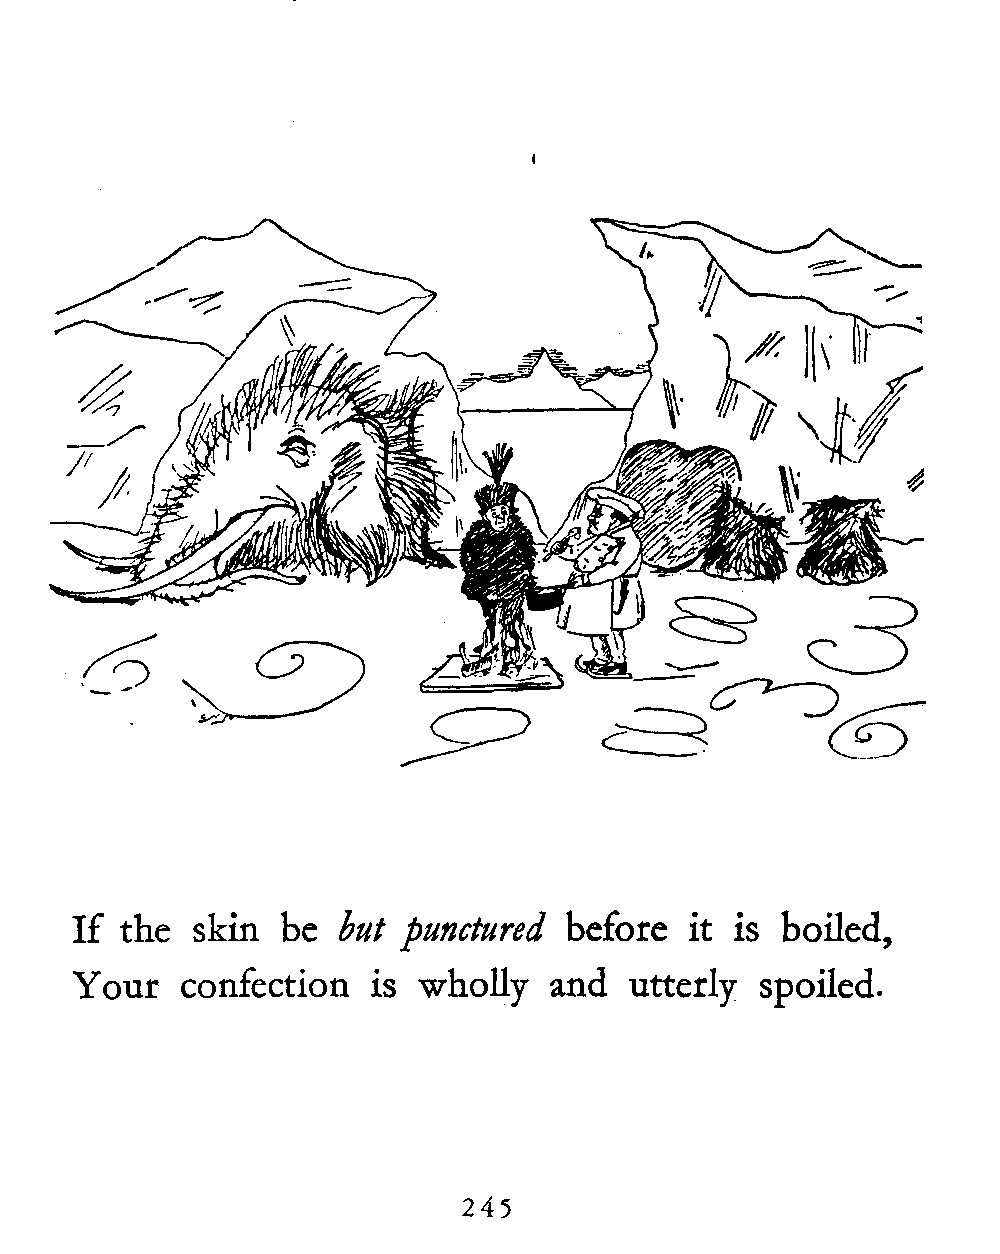 If the skin be but punctured before it is boiled,
Your confection is wholly and utterly spoiled.
245